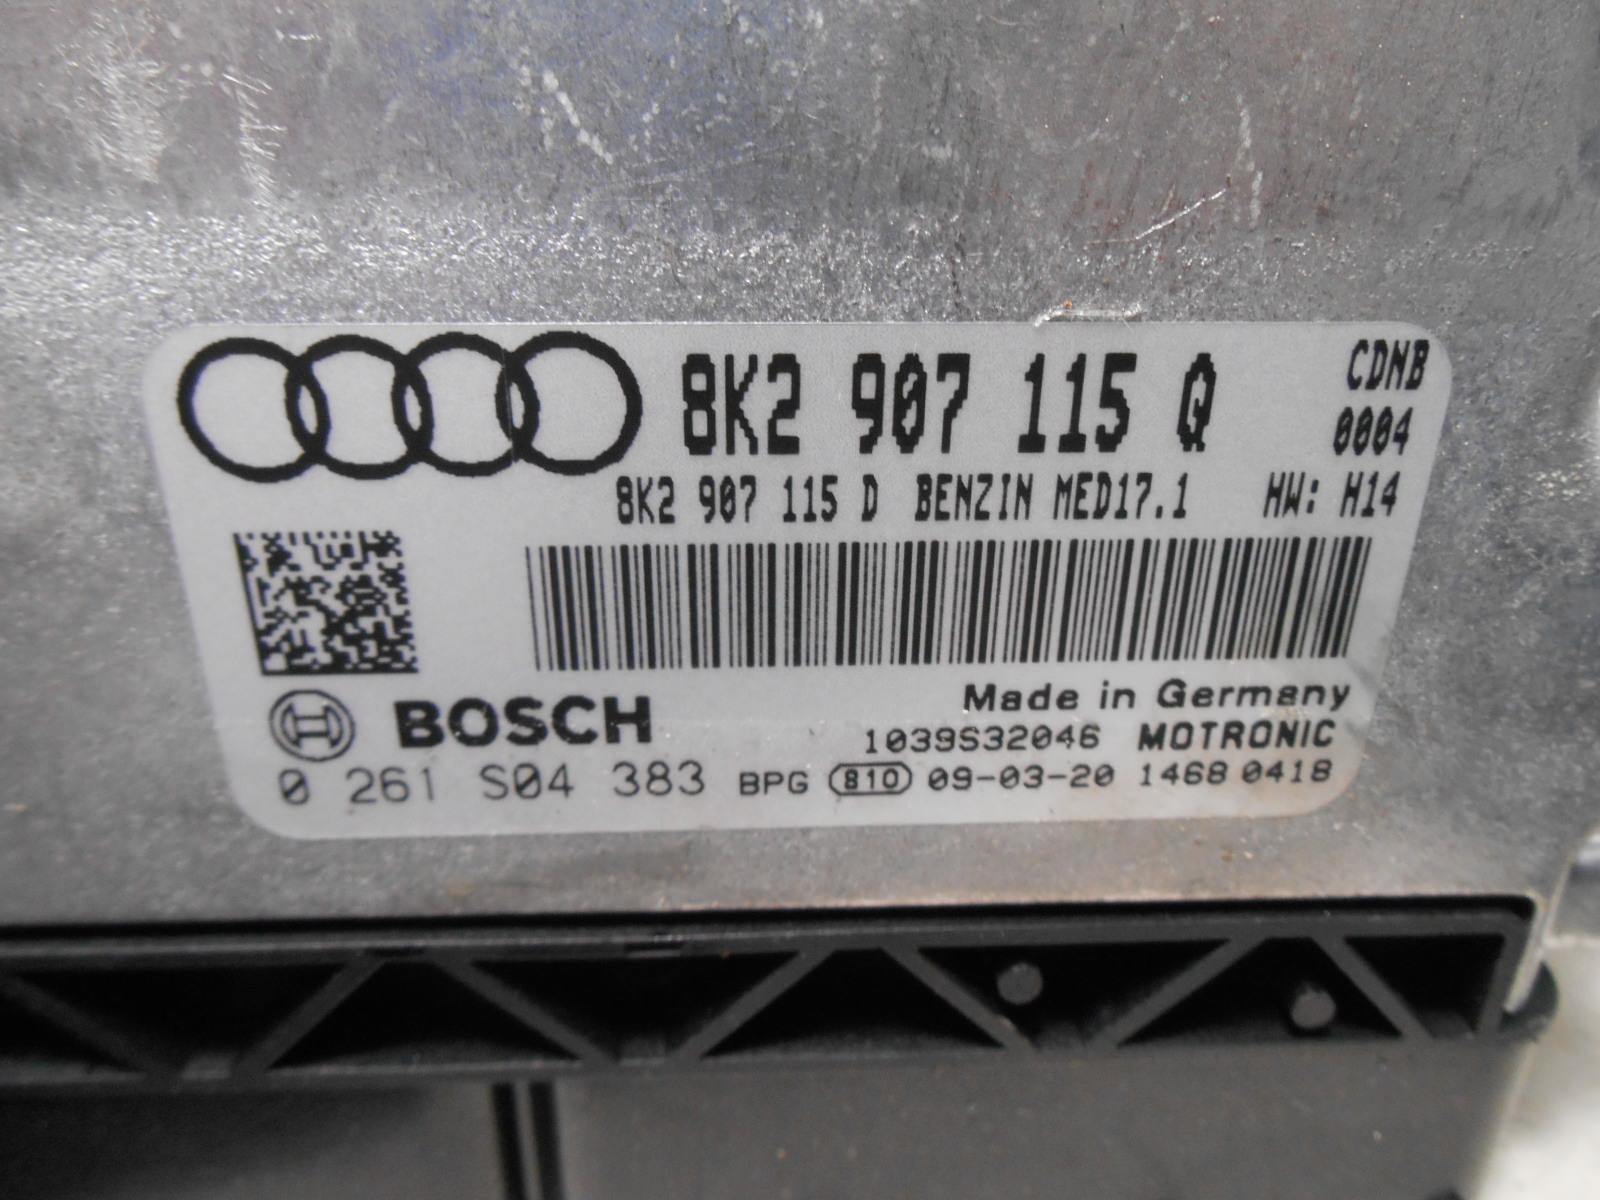 8K2 907 115 Q
CDNB
0004
8K2 907 115 D BENZIN MED17.1 HW: H14
BOSCH
Made in Germany
1039S32046 MOTRONIC
0 261 S04 383 BPG 810 09-03-20 1468 0418